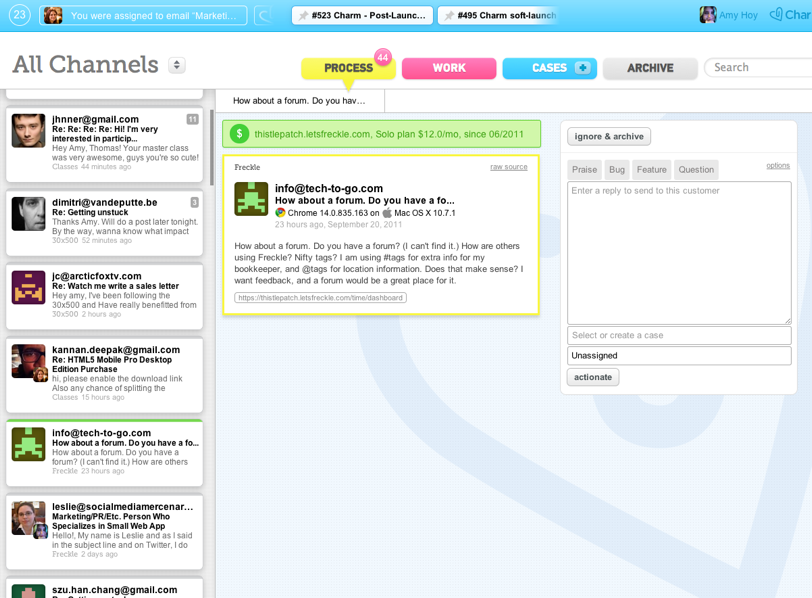 23
You were assigned to email "Marketi...
#523 Charm - Post-Launc...
#495 Charm soft-launch
Amy Hoy
Char
All Channels
PROCESS
44
WORK
CASES +
ARCHIVE
Search
jhnner@gmail.com
11
Re: Re: Re: Re: Hi! I'm very
interested in particip...
Hey Amy, Thomas! Your master class
was very awesome, guys you're so cute!
Classes 44 minutes ago
dimitri@vandeputte.be
3
Re: Getting unstuck
Thanks Amy. Will do a post later tonight.
By the way, wanna know what impact
30x500 52 minutes ago
jc@arcticfoxtv.com
Re: Watch me write a sales letter
Hey amy, I've been following the
30x500 and Have really benefitted from
30x500 2 hours ago
kannan.deepak@gmail.com
Re: HTML5 Mobile Pro Desktop
Edition Purchase
hi, please enable the download link
Also any chance of splitting the
Classes 15 hours ago
info@tech-to-go.com
How about a forum. Do you have a fo...
How about a forum. Do you have a
forum? (I can't find it.) How are others
Freckle 23 hours ago
leslie@socialmediamercenar...
Marketing/PR/Etc. Person Who
Specializes in Small Web App
Hello!, My name is Leslie and as I said
in the subject line and on Twitter, I do
Freckle 2 days ago
szu.han.chang@gmail.com
How about a forum. Do you hav...
$
thistlepatch.letsfreckle.com, Solo plan $12.0/mo, since 06/2011
Freckle
raw source
info@tech-to-go.com
How about a forum. Do you have a fo...
Chrome 14.0.835.163 on Mac OS X 10.7.1
23 hours ago, September 20, 2011
How about a forum. Do you have a forum? (I can't find it.) How are others
using Freckle? Nifty tags? I am using #tags for extra info for my
bookkeeper, and @tags for location information. Does that make sense? I
want feedback, and a forum would be a great place for it.
https://thistlepatch.letsfreckle.com/time/dashboard
ignore & archive
Praise
Bug
Feature
Question
options
Enter a reply to send to this customer
Select or create a case
Unassigned
actionate